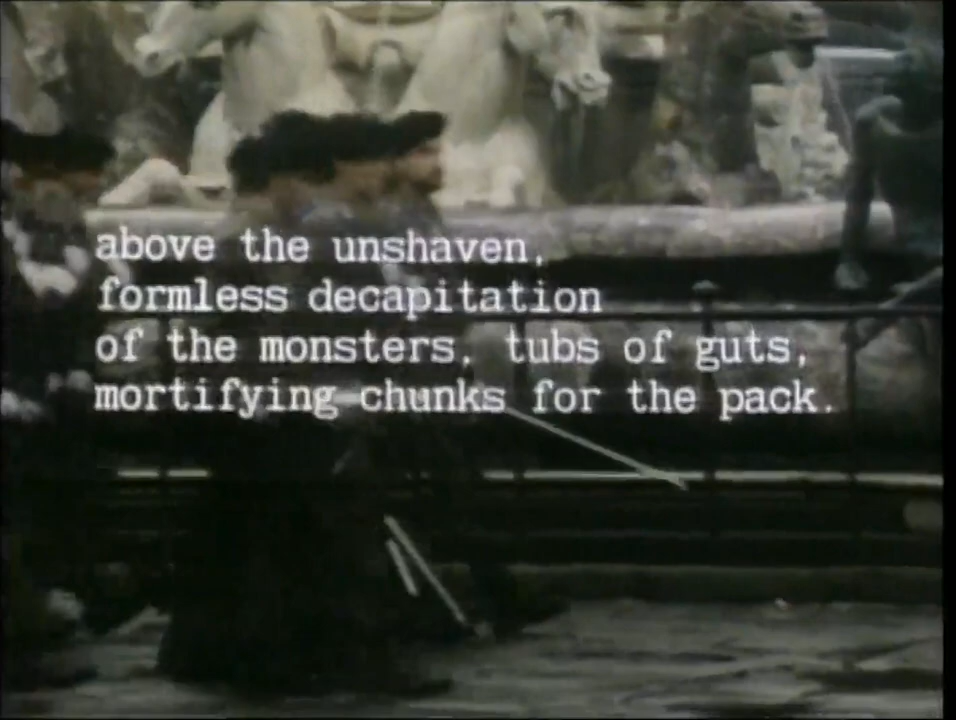 above the unshaven,
formless decapitation
of the monsters, tubs of guts,
mortifying chunks for the pack.